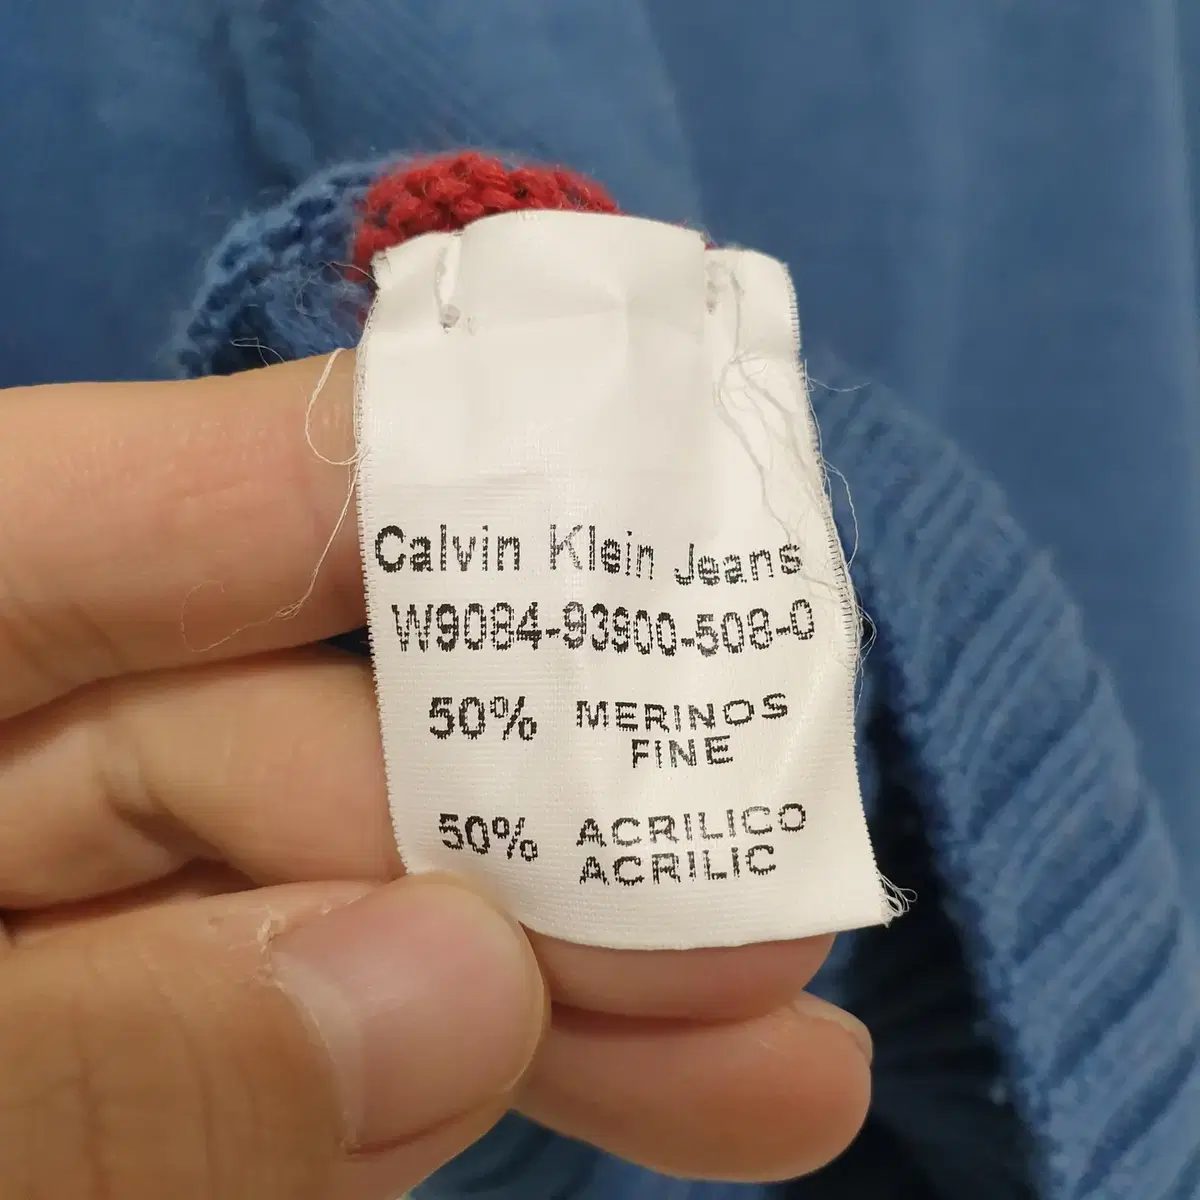 Calvin Klein Jeans
W9084-93900-508-0
50% MERINOS
FINE
50% ACRILICO
ACRILIC